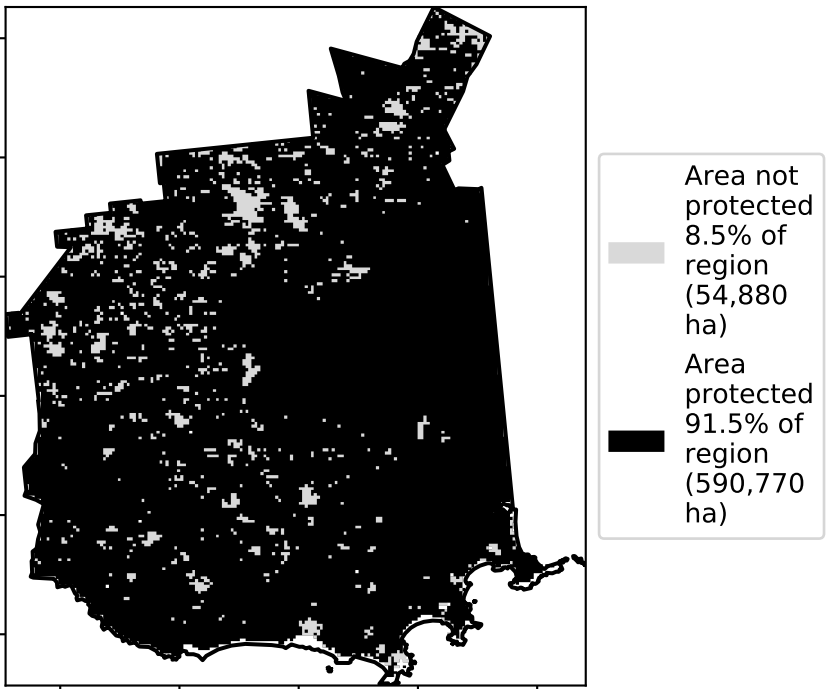 Area not
protected
8.5% of
region
(54,880
ha)
Area
protected
91.5% of
region
(590,770
ha)